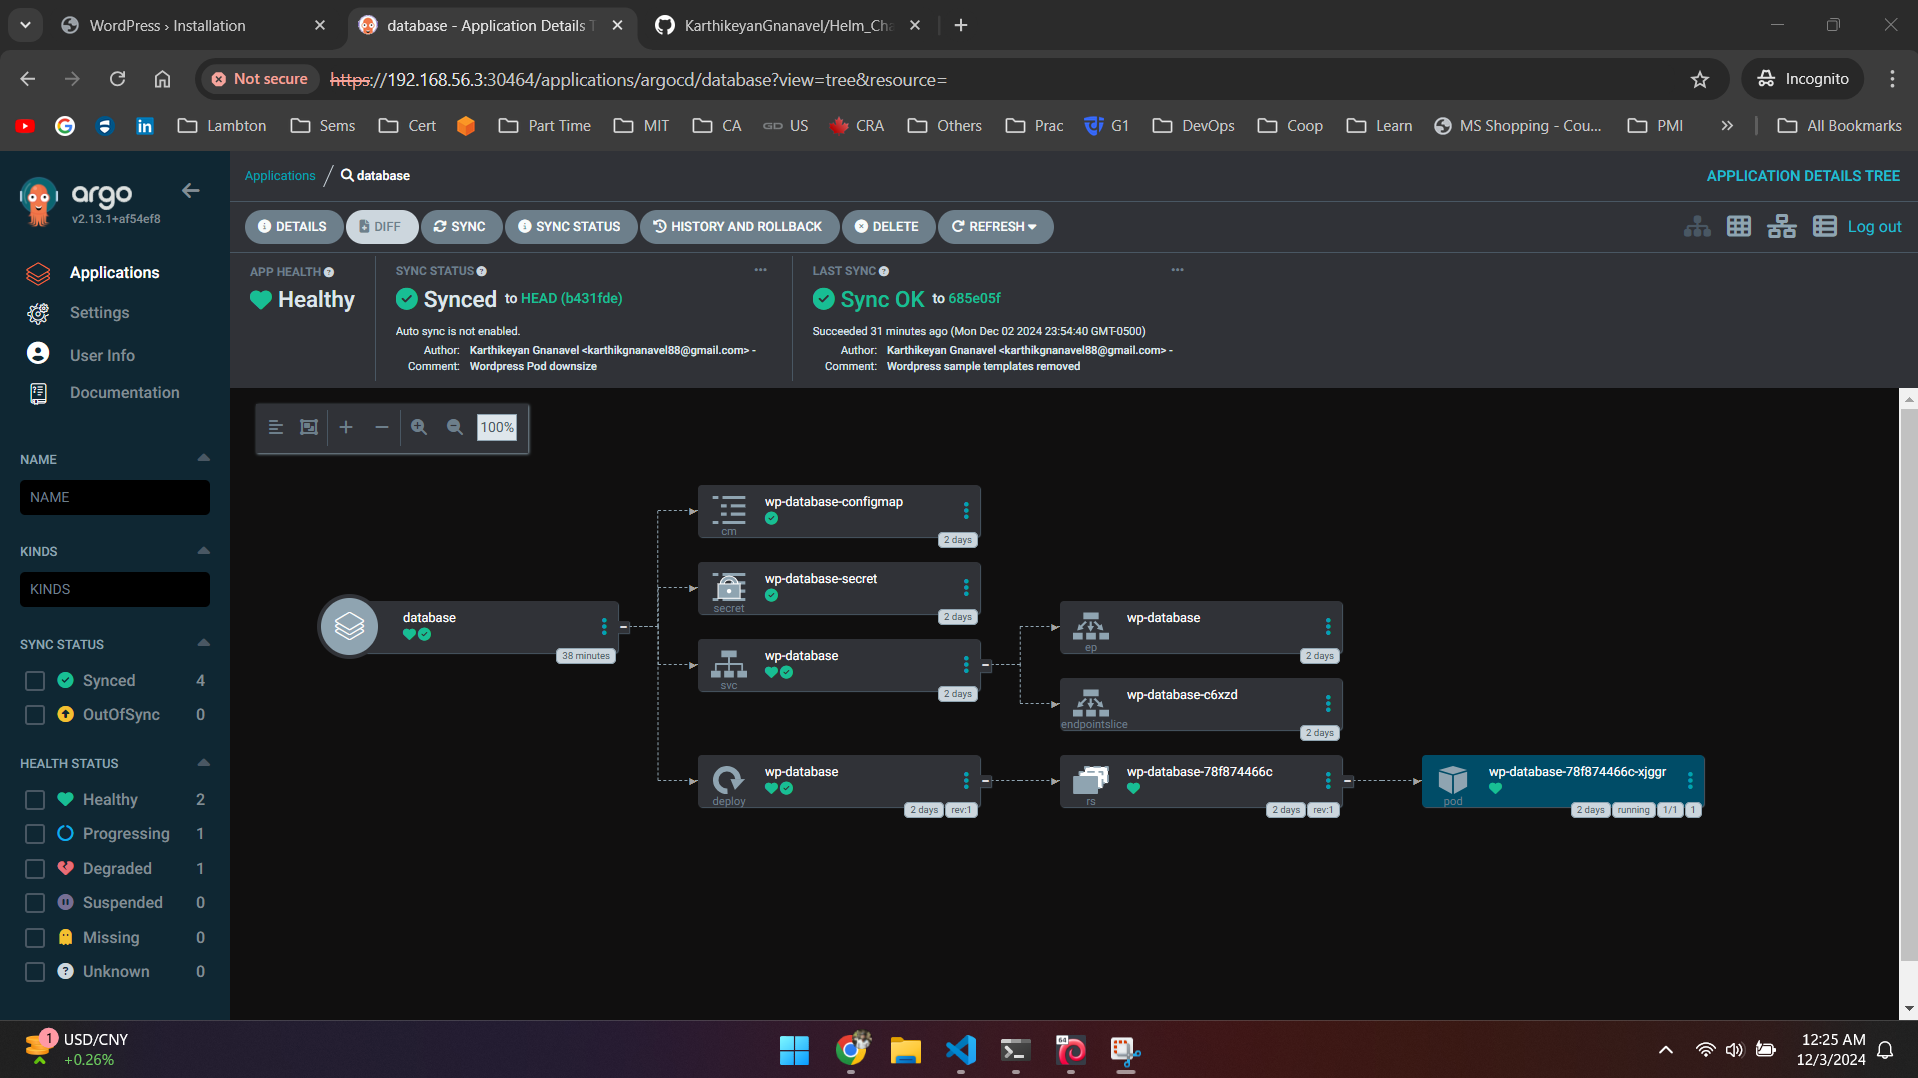 WordPress › Installation
database - Application Details T
KarthikeyanGnanavel/Helm_Cha
Not secure
https://192.168.56.3:30464/applications/argocd/database?view=tree&resource=
Incognito
Lambton
Sems
Cert
Part Time
MIT
CA
GD US
CRA
Others
Prac
G1
DevOps
Coop
Learn
MS Shopping - Cou...
PMI
All Bookmarks
argo
v2.13.1+af54ef8
Applications
Settings
User Info
Documentation
NAME
NAME
KINDS
KINDS
SYNC STATUS
Synced 4
OutOfSync 0
HEALTH STATUS
Healthy 2
Progressing 1
Degraded 1
Suspended 0
Missing 0
Unknown 0
Applications / database
APPLICATION DETAILS TREE
DETAILS
DIFF
SYNC
SYNC STATUS
HISTORY AND ROLLBACK
DELETE
REFRESH
Log out
APP HEALTH
Healthy
SYNC STATUS
Synced to HEAD (b431fde)
Auto sync is not enabled.
Author: Karthikeyan Gnanavel <karthikgnanavel88@gmail.com> -
Comment: Wordpress Pod downsize
LAST SYNC
Sync OK to 685e05f
Succeeded 31 minutes ago (Mon Dec 02 2024 23:54:40 GMT-0500)
Author: Karthikeyan Gnanavel <karthikgnanavel88@gmail.com> -
Comment: Wordpress sample templates removed
100%
database
38 minutes
wp-database-configmap
cm
2 days
wp-database-secret
secret
2 days
wp-database
svc
2 days
wp-database
ep
2 days
wp-database-c6xzd
endpointslice
2 days
wp-database
deploy
2 days rev:1
wp-database-78f874466c
rs
2 days rev:1
wp-database-78f874466c-xjggr
pod
2 days running 1/1 1
1
USD/CNY
+0.26%
64
12:25 AM
12/3/2024